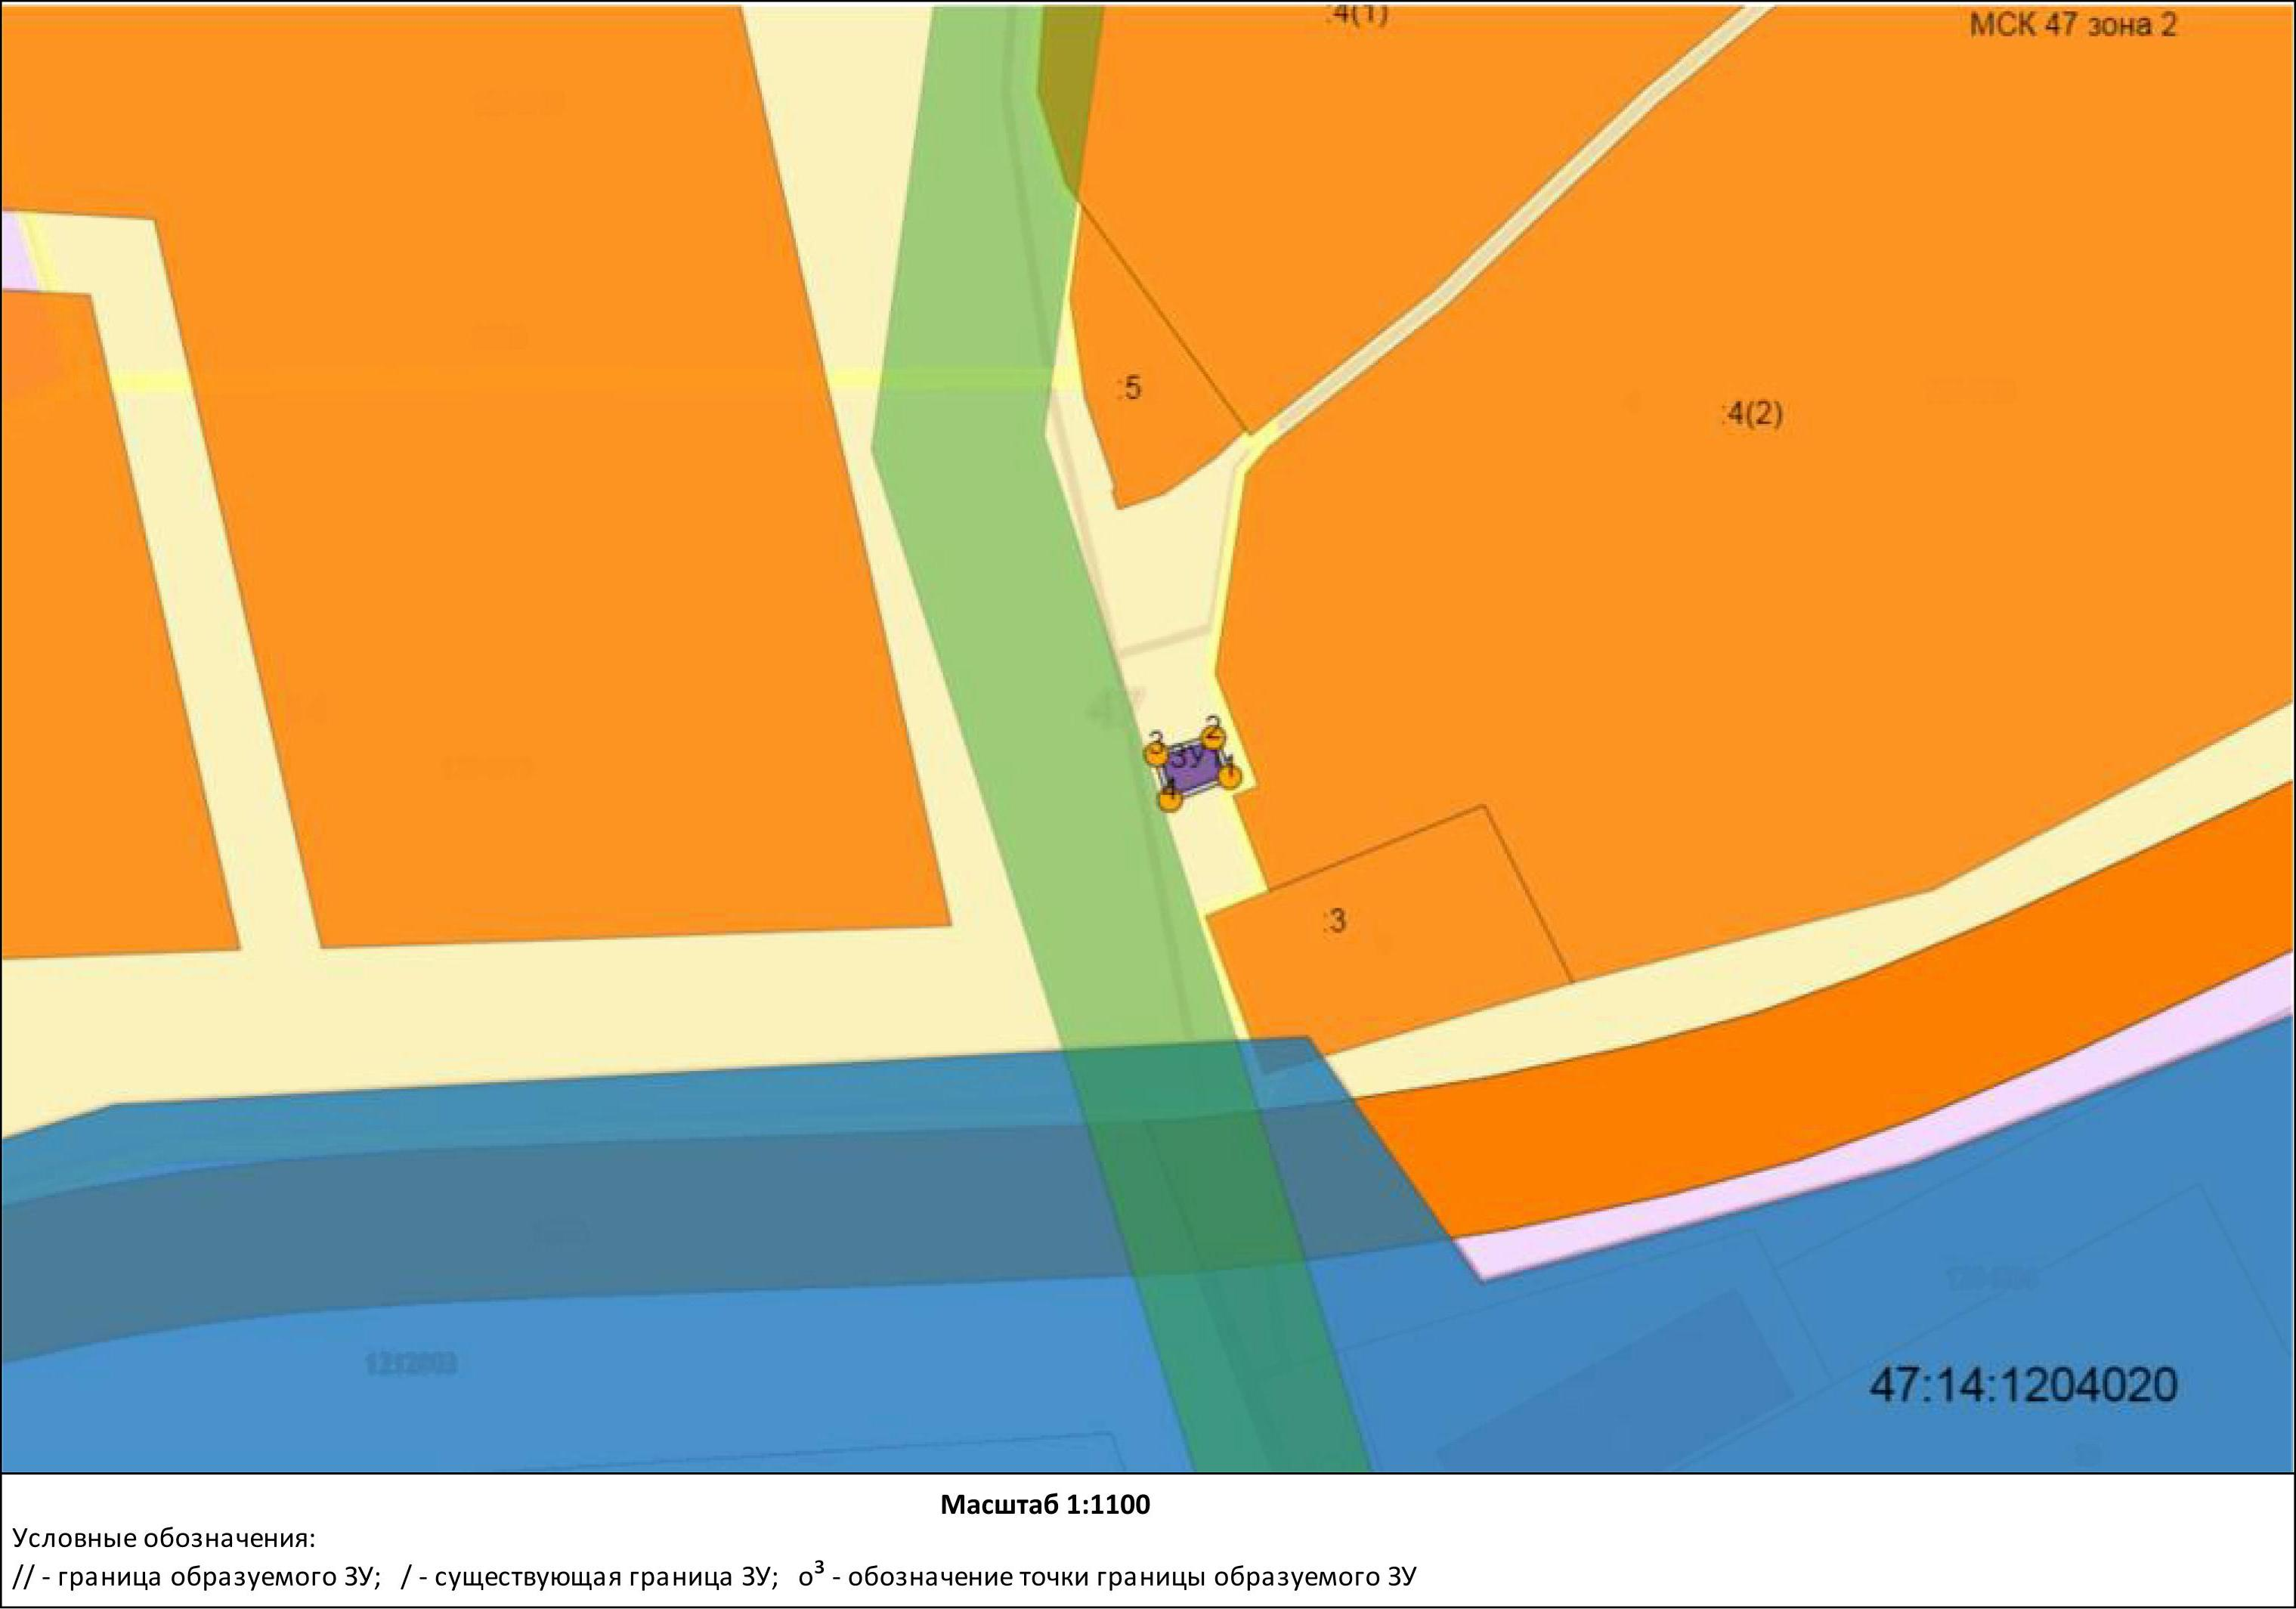 :4(1)
МСК 47 зона 2
:5
:4(2)
3
2
ЗУ1
1
4
:3
47:14:1204020
Масштаб 1:1100
Условные обозначения:
// - граница образуемого ЗУ; / - существующая граница ЗУ; о³ - обозначение точки границы образуемого ЗУ